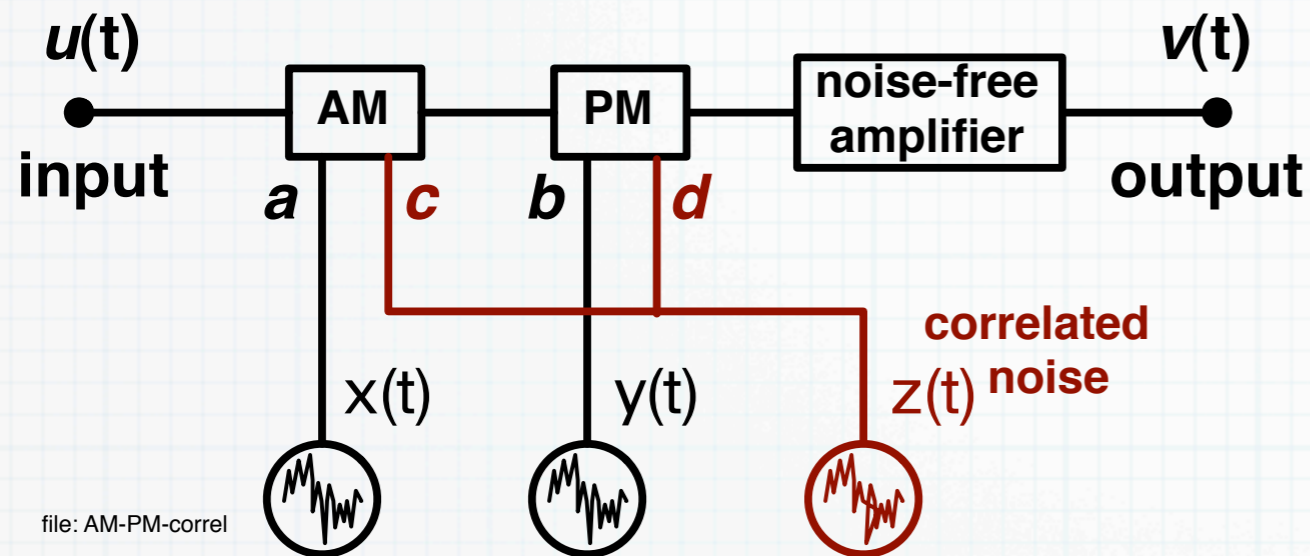 u(t)
v(t)
AM
PM
noise-free
amplifier
input
output
a
c
b
d
correlated
noise
x(t)
y(t)
z(t)
file: AM-PM-correl